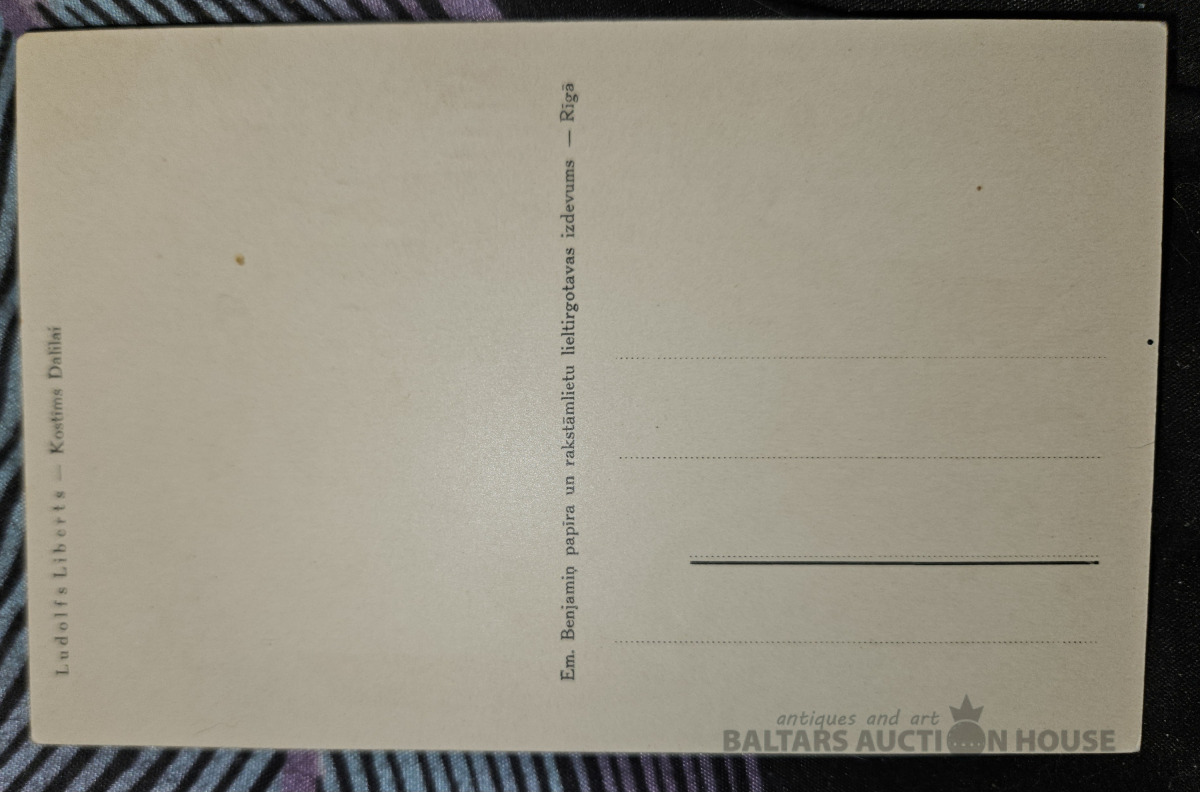 Ludolfs Liberts — Kostīms Dalilai
Em. Benjamiņ papira un rakstāmlietu lieltirgotavas izdevums — Rīgā
antiques and art
BALTARS AUCTION HOUSE